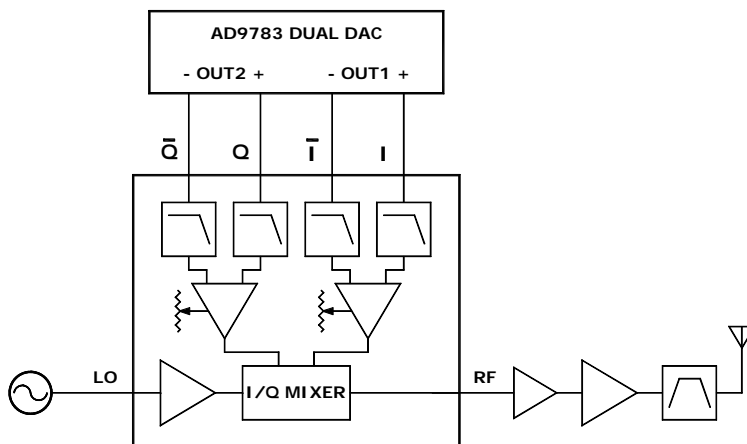 AD9783 DUAL DAC
- OUT2 + - OUT1 +
Q̅ Q I̅ I
LO
I/Q MIXER
RF